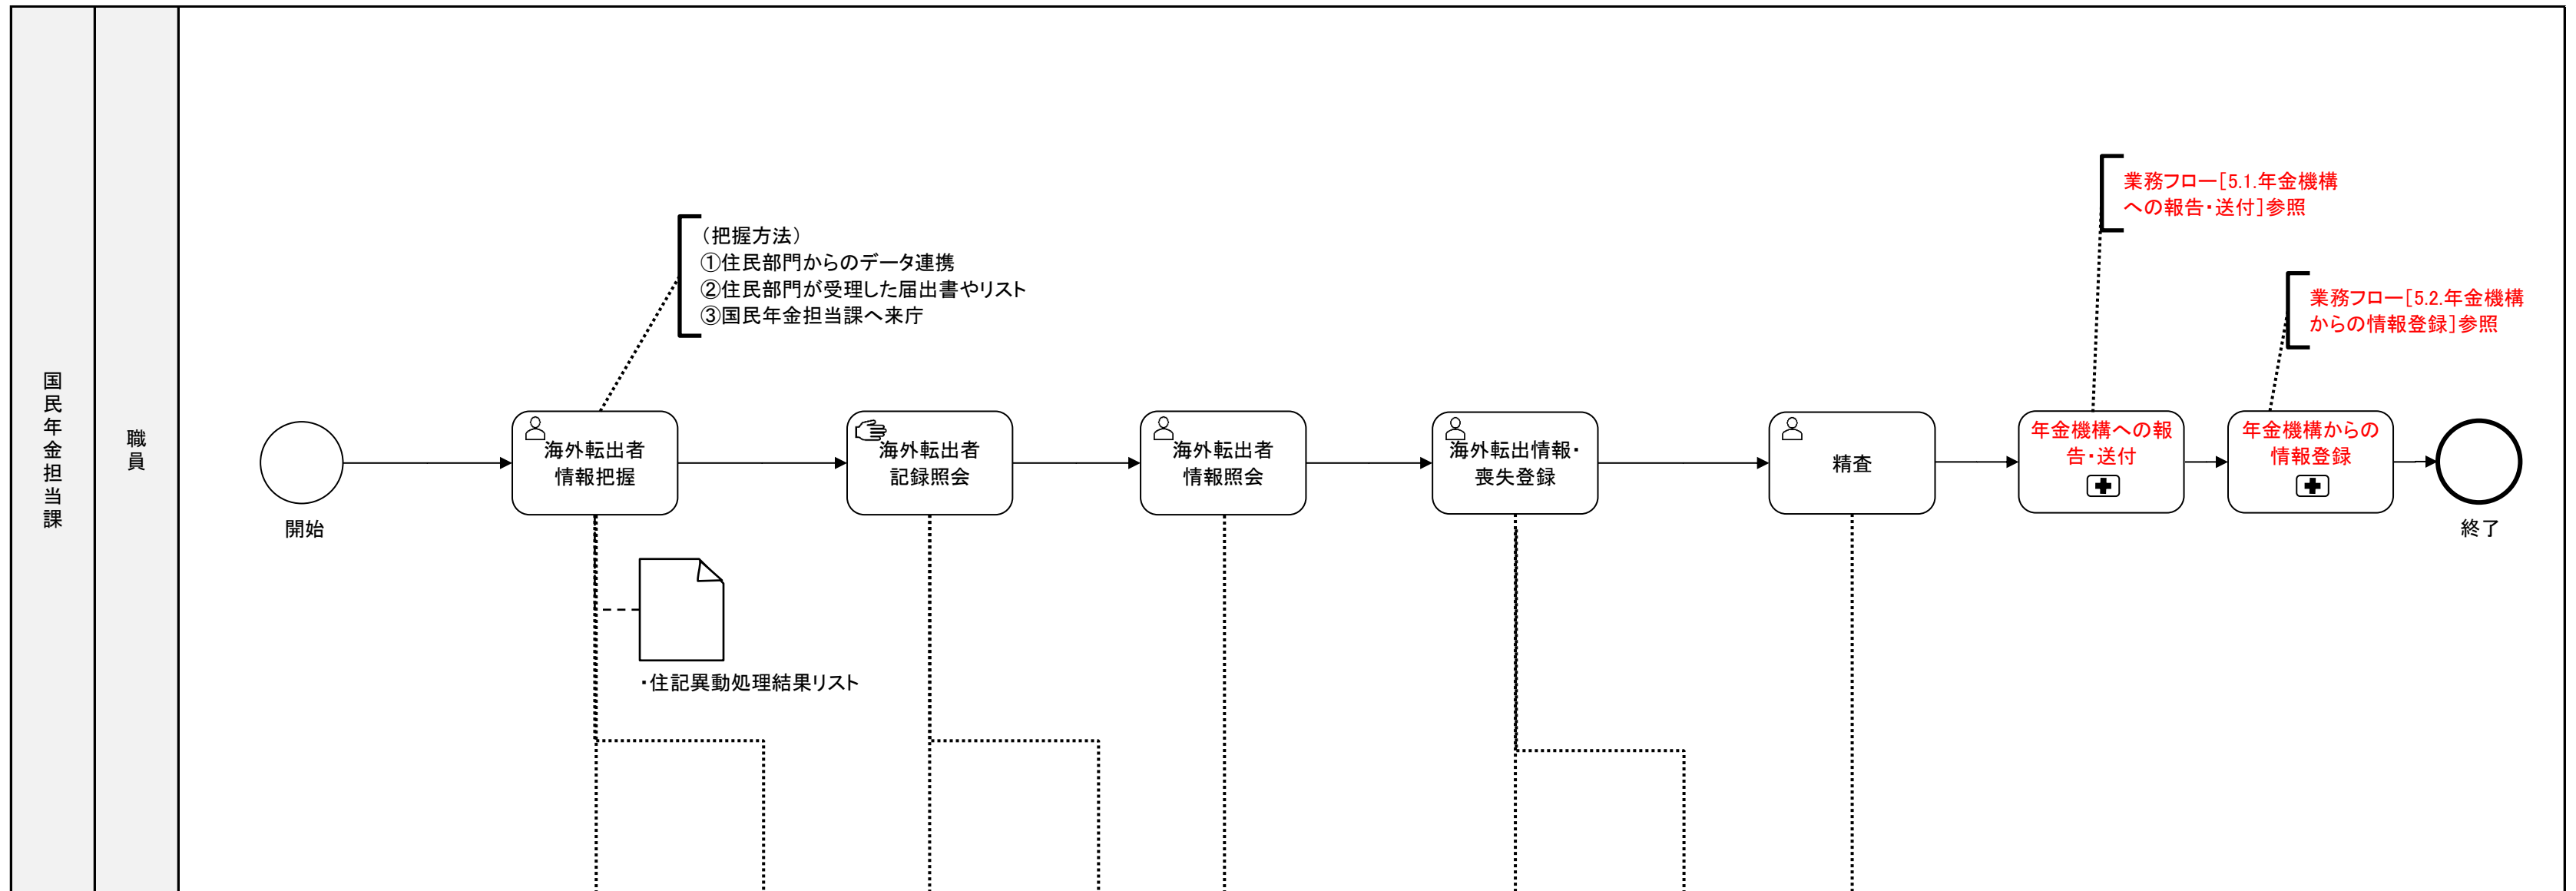 国民年金担当課
職員
業務フロー[5.1.年金機構
への報告・送付]参照
(把握方法)
①住民部門からのデータ連携
②住民部門が受理した届出書やリスト
③国民年金担当課へ来庁
業務フロー[5.2.年金機構
からの情報登録]参照
開始
海外転出者
情報把握
海外転出者
記録照会
海外転出者
情報照会
海外転出情報・
喪失登録
精査
年金機構への報
告・送付
年金機構からの
情報登録
終了
・住記異動処理結果リスト